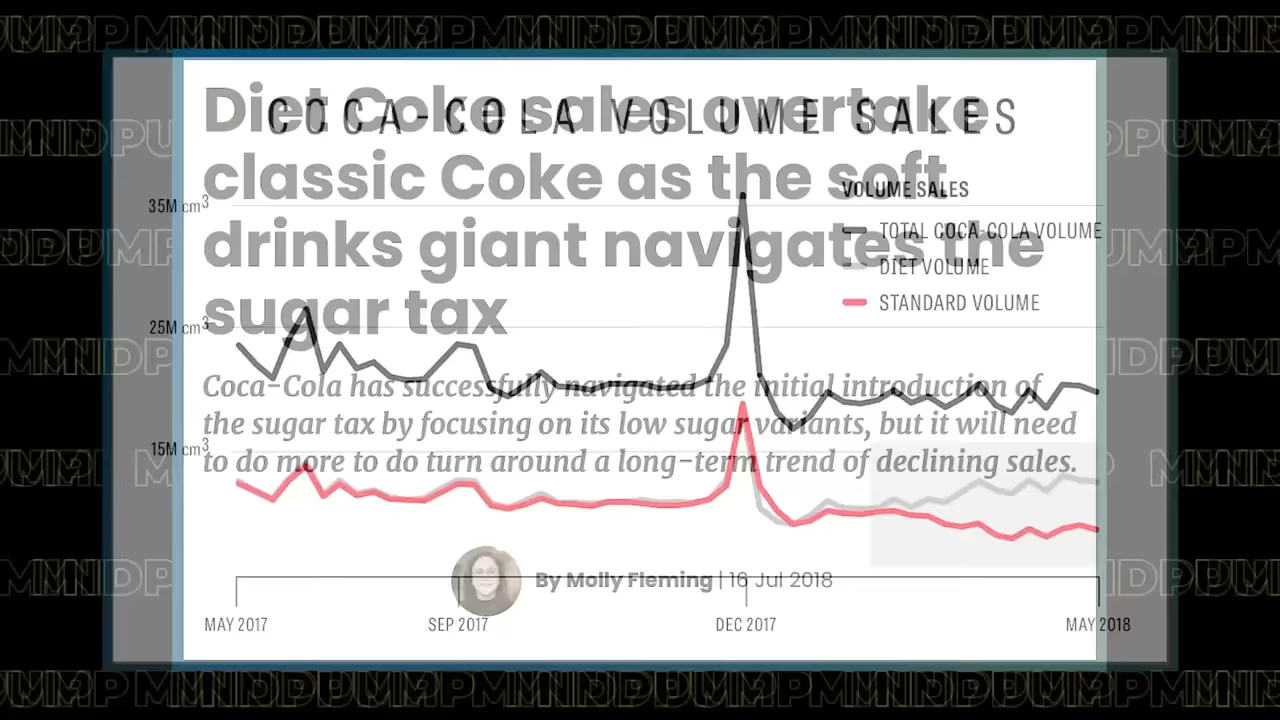 Diet Coke sales overtake
classic Coke as the soft
drinks giant navigates the
sugar tax
Coca-Cola has successfully navigated the initial introduction of
the sugar tax by focusing on its low sugar variants, but it will need
to do more to do turn around a long-term trend of declining sales.
By Molly Fleming | 16 Jul 2018
COCA-COLA VOLUME SALES
VOLUME SALES
TOTAL COCA-COLA VOLUME
DIET VOLUME
STANDARD VOLUME
35M cm³
25M cm³
15M cm³
MAY 2017
SEP 2017
DEC 2017
MAY 2018